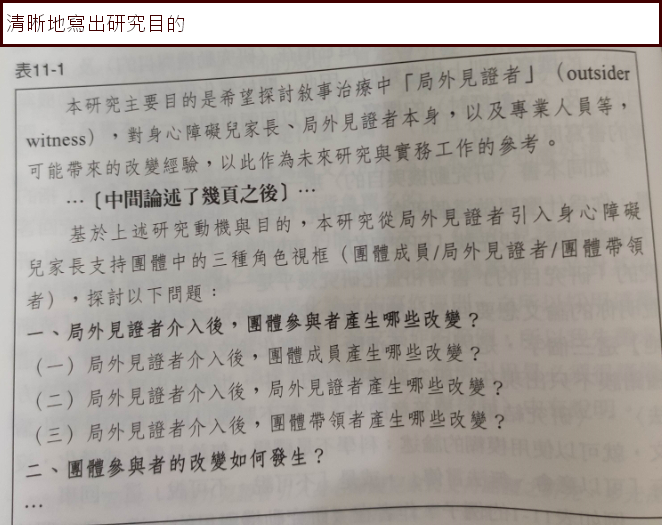 清晰地寫出研究目的
表11-1
本研究主要目的是希望探討敘事治療中「局外見證者」（outsider
witness），對身心障礙兒家長、局外見證者本身，以及專業人員等，
可能帶來的改變經驗，以此作為未來研究與實務工作的參考。
…〔中間論述了幾頁之後〕…
基於上述研究動機與目的，本研究從局外見證者引入身心障礙
兒家長支持團體中的三種角色視框（團體成員/局外見證者/團體帶領
者），探討以下問題：
一、局外見證者介入後，團體參與者產生哪些改變？
（一）局外見證者介入後，團體成員產生哪些改變？
（二）局外見證者介入後，局外見證者產生哪些改變？
（三）局外見證者介入後，團體帶領者產生哪些改變？
二、團體參與者的改變如何發生？
…